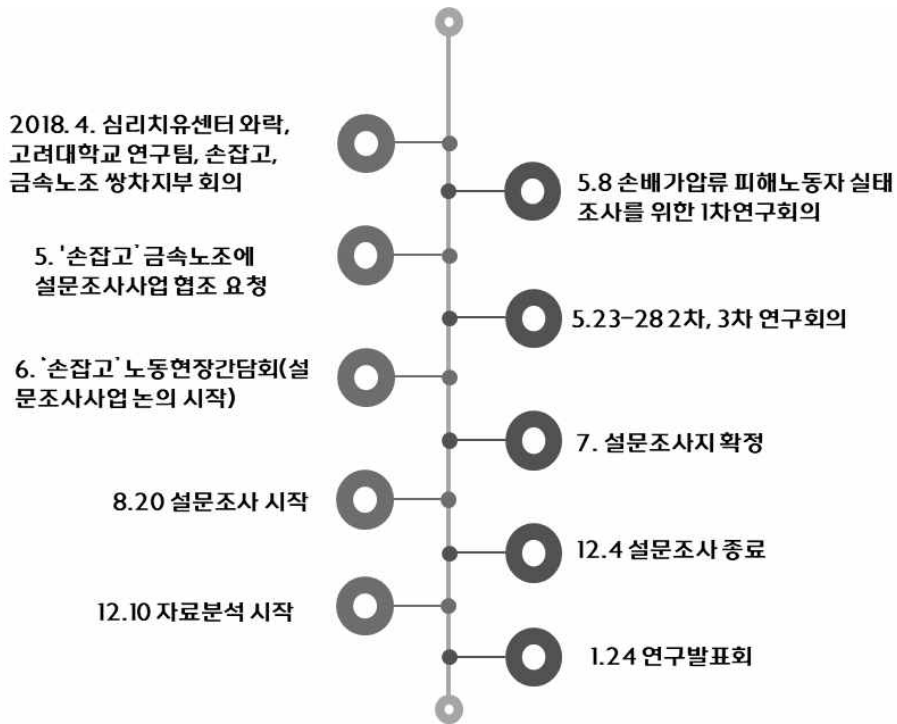 2018. 4. 심리치유센터 와락,
고려대학교 연구팀, 손잡고,
금속노조 쌍차지부 회의
5.8 손배가압류 피해노동자 실태
조사를 위한 1차연구회의
5. '손잡고' 금속노조에
설문조사사업 협조 요청
5.23-28 2차, 3차 연구회의
6. '손잡고' 노동현장간담회(설
문조사사업 논의 시작)
7. 설문조사지 확정
8.20 설문조사 시작
12.4 설문조사 종료
12.10 자료분석 시작
1.24 연구발표회